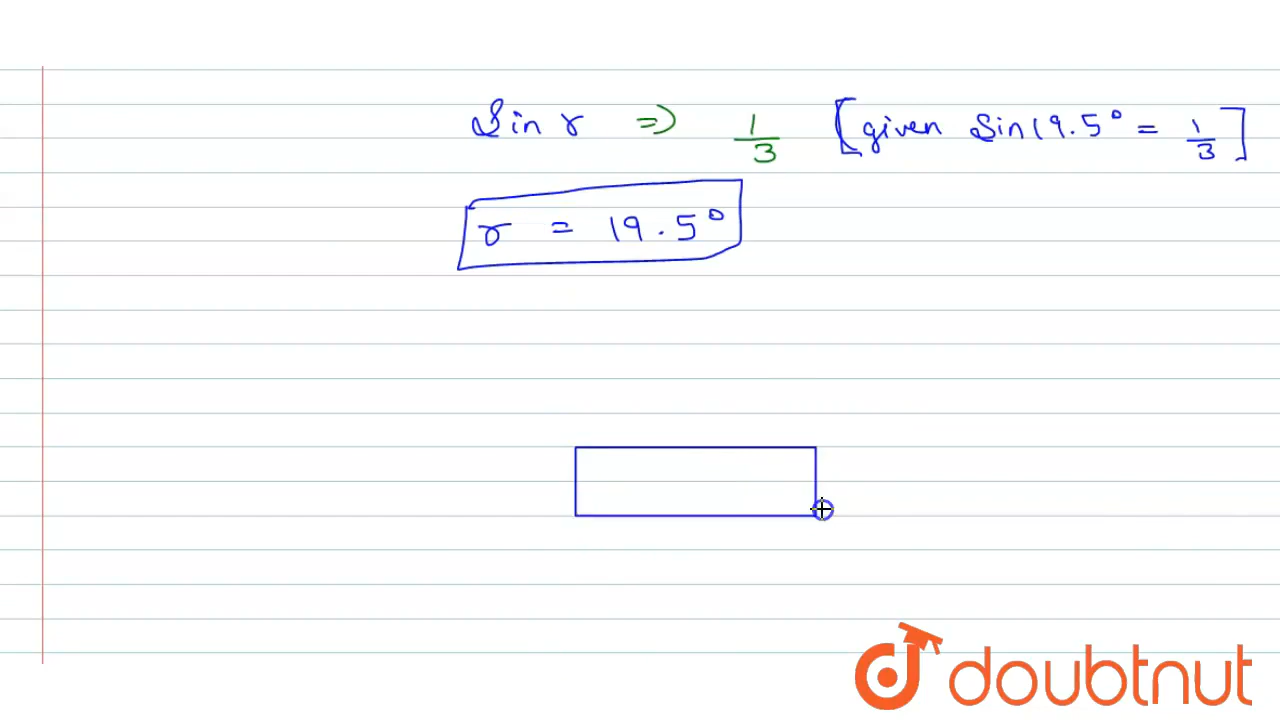 Sin r => 1/3 [given Sin 19.5° = 1/3]
r = 19.5°
doubtnut